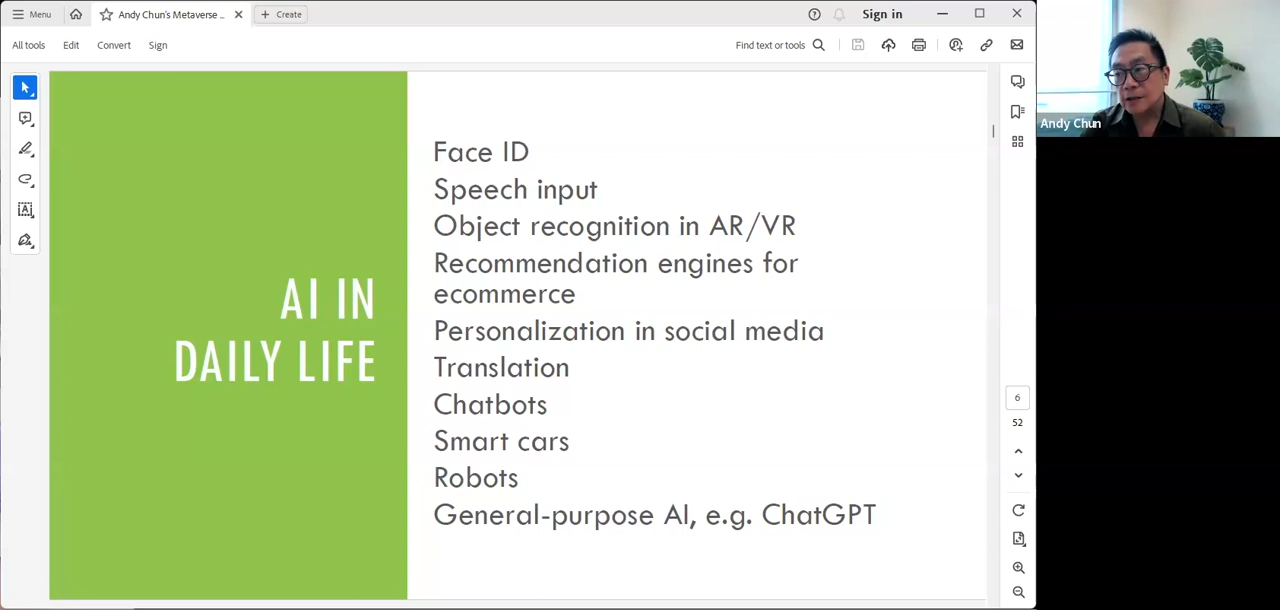 Menu
Andy Chun's Metaverse ...
Create
Sign in
All tools
Edit
Convert
Sign
Find text or tools
Andy Chun
AI IN
DAILY LIFE
Face ID
Speech input
Object recognition in AR/VR
Recommendation engines for
ecommerce
Personalization in social media
Translation
Chatbots
Smart cars
Robots
General-purpose AI, e.g. ChatGPT
6
52